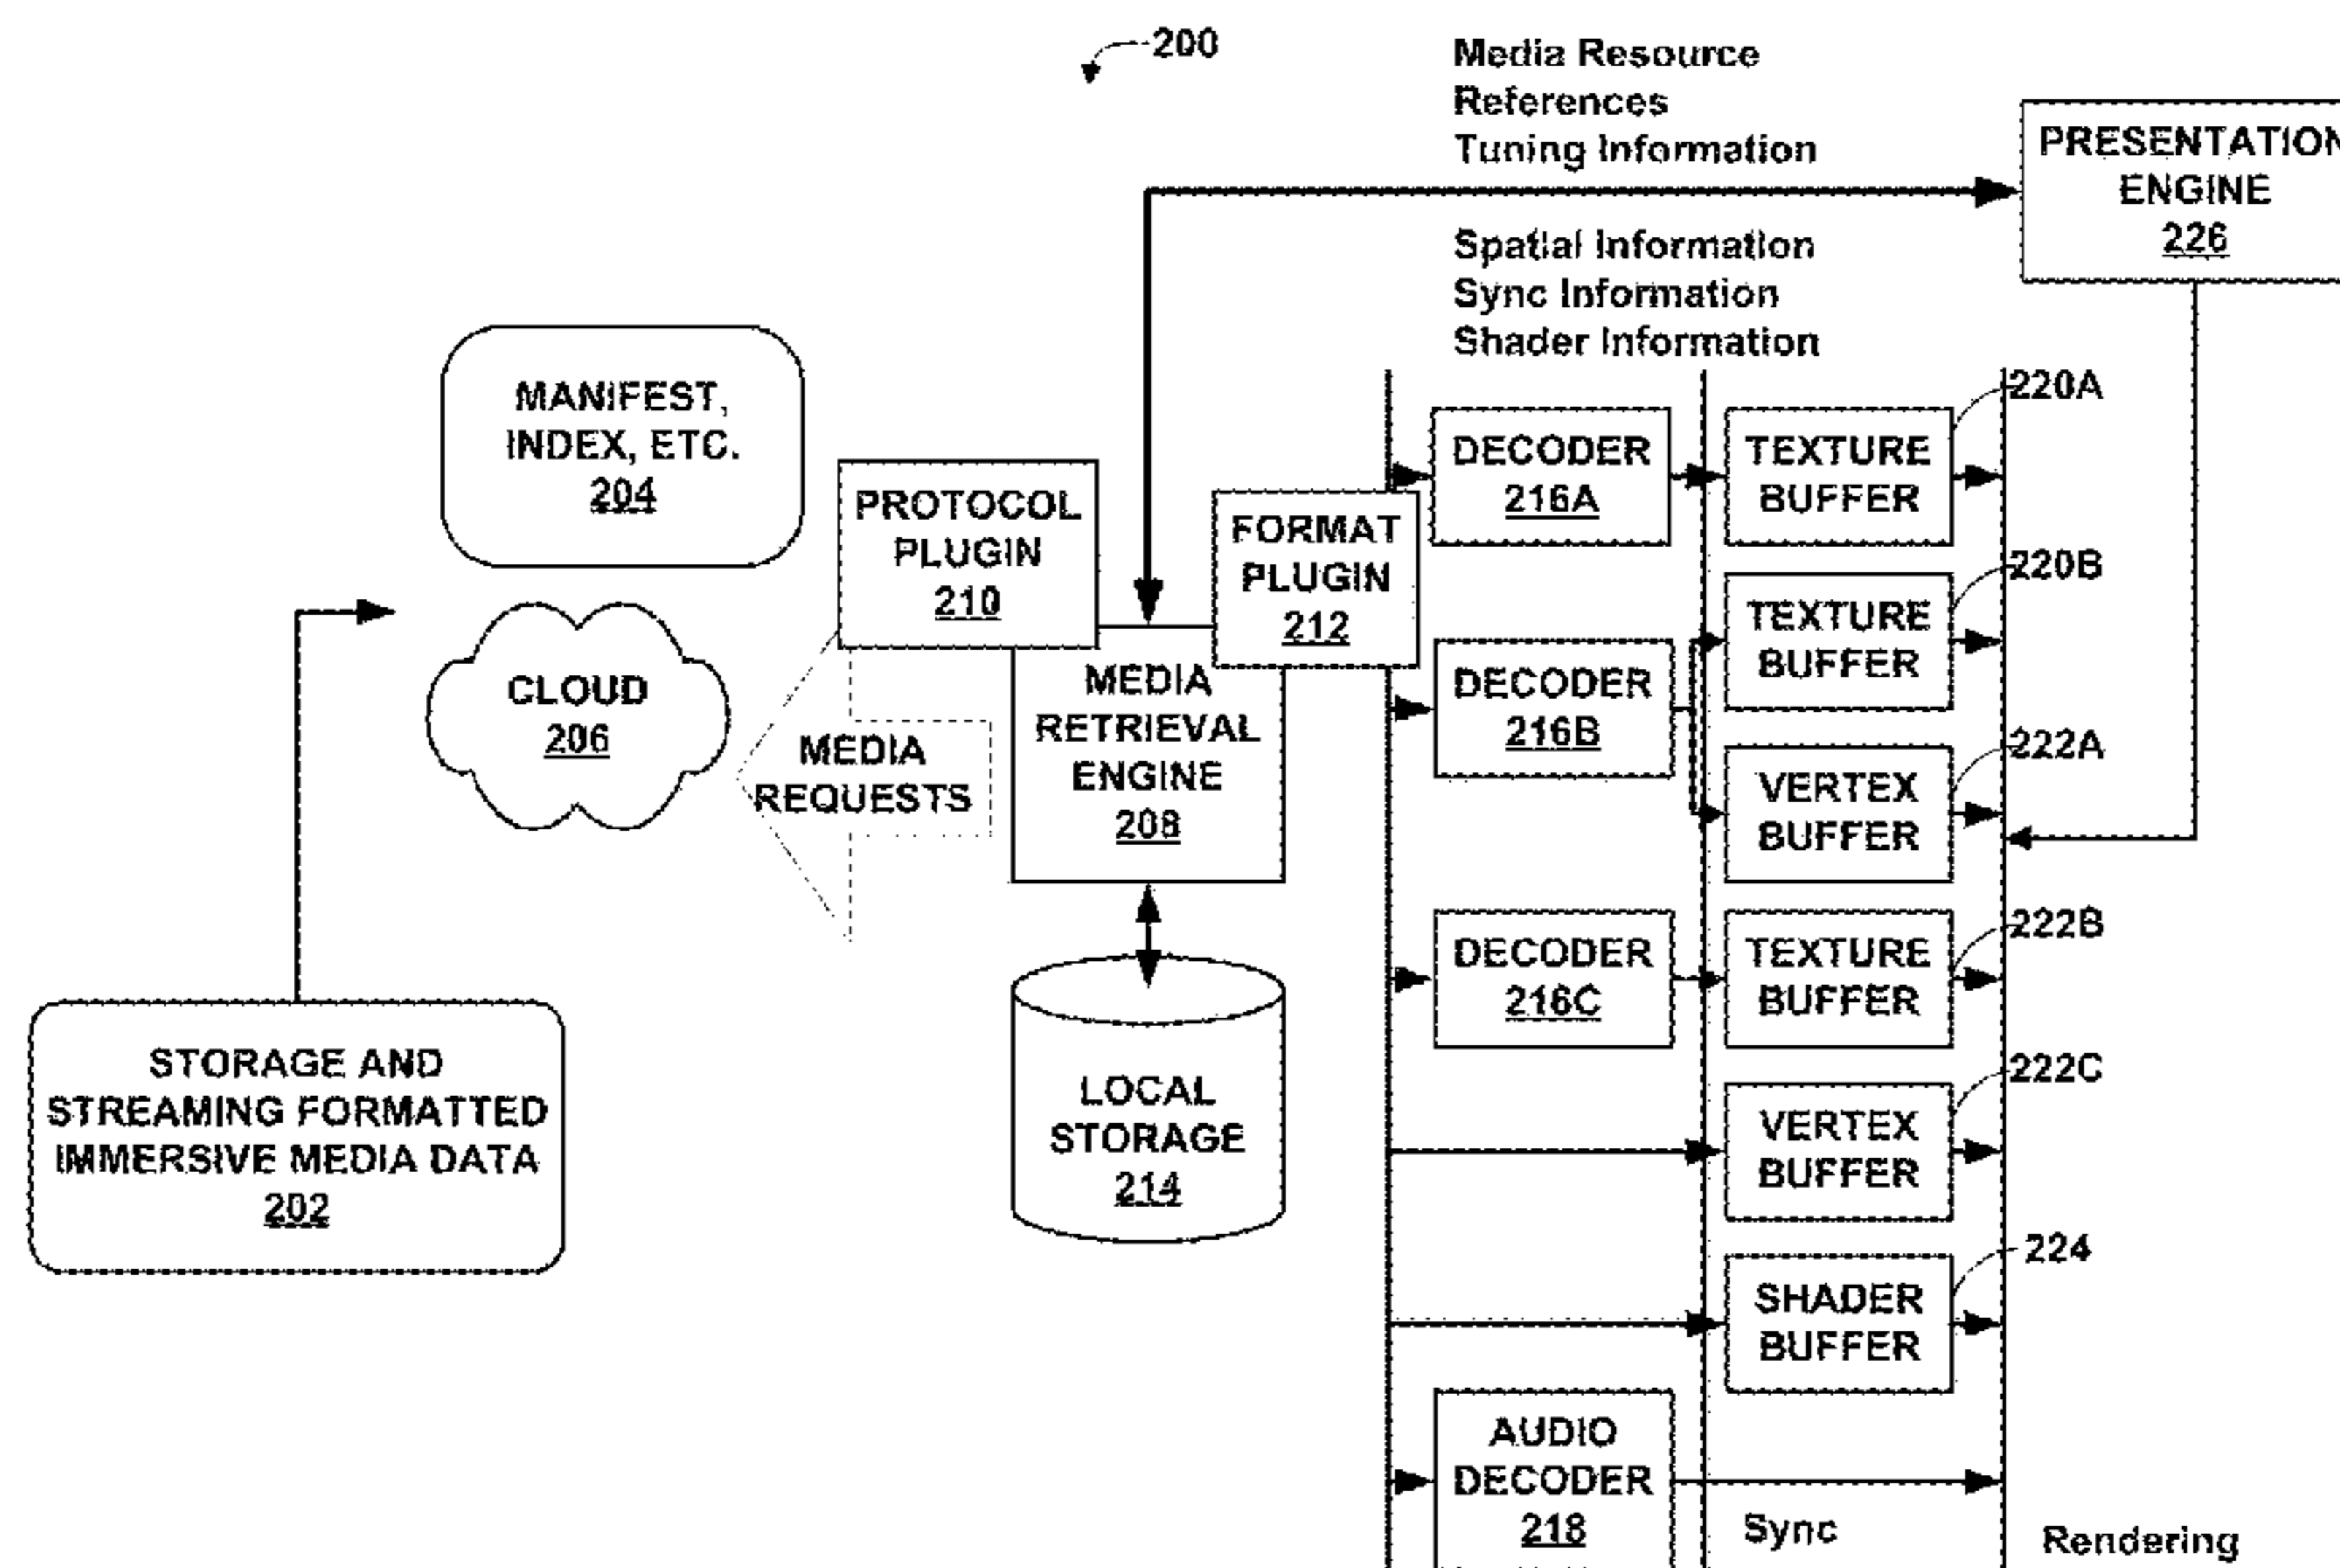 200
Media Resource
References
Tuning Information
PRESENTATION
ENGINE
226
Spatial Information
Sync Information
Shader Information
MANIFEST,
INDEX, ETC.
204
PROTOCOL
PLUGIN
210
FORMAT
PLUGIN
212
CLOUD
206
MEDIA
REQUESTS
MEDIA
RETRIEVAL
ENGINE
208
LOCAL
STORAGE
214
STORAGE AND
STREAMING FORMATTED
IMMERSIVE MEDIA DATA
202
DECODER
216A
TEXTURE
BUFFER
220A
DECODER
216B
TEXTURE
BUFFER
220B
VERTEX
BUFFER
222A
DECODER
216C
TEXTURE
BUFFER
222B
VERTEX
BUFFER
222C
SHADER
BUFFER
224
AUDIO
DECODER
218
Sync
Rendering